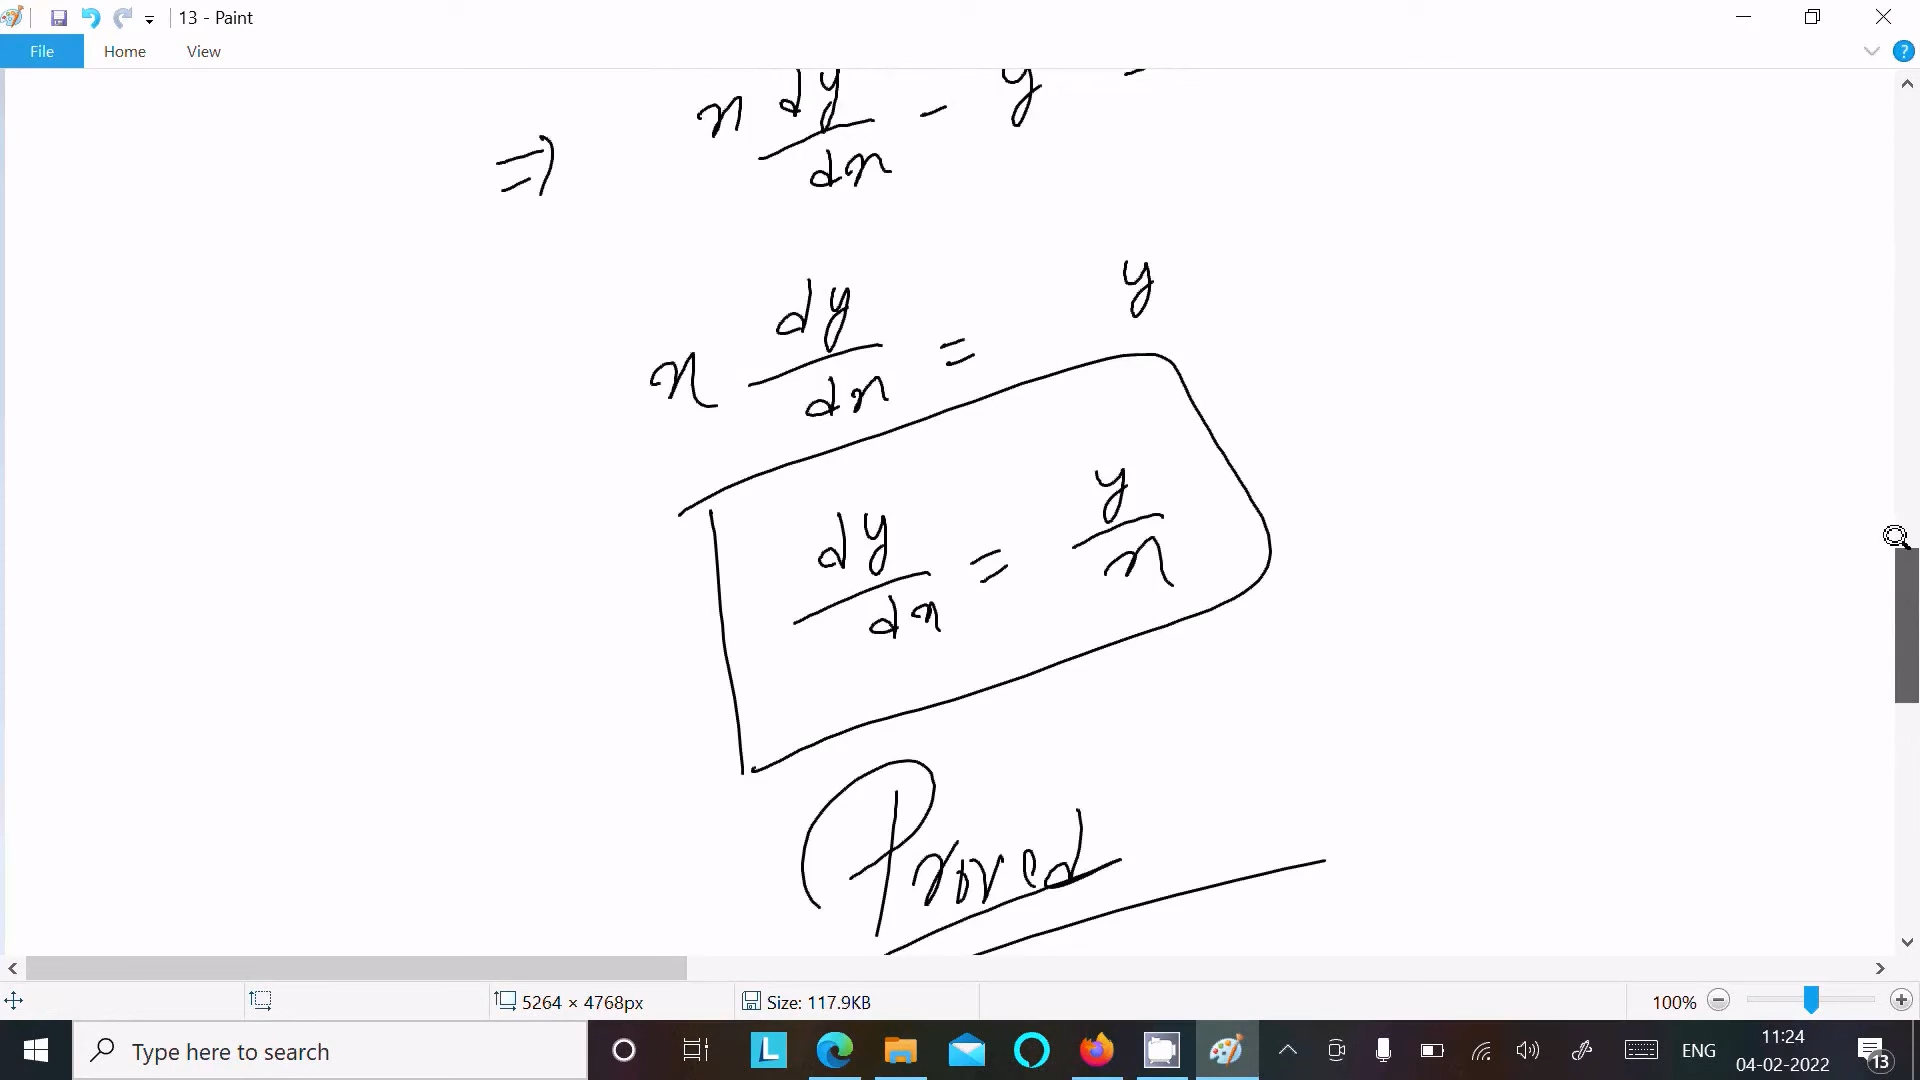 13 - Paint
File Home View
⇒ x dy/dx - y =
x dy/dx = y
dy/dx = y/x
Proved
5264 × 4768px Size: 117.9KB 100%
Type here to search
L
ENG
11:24
04-02-2022
13